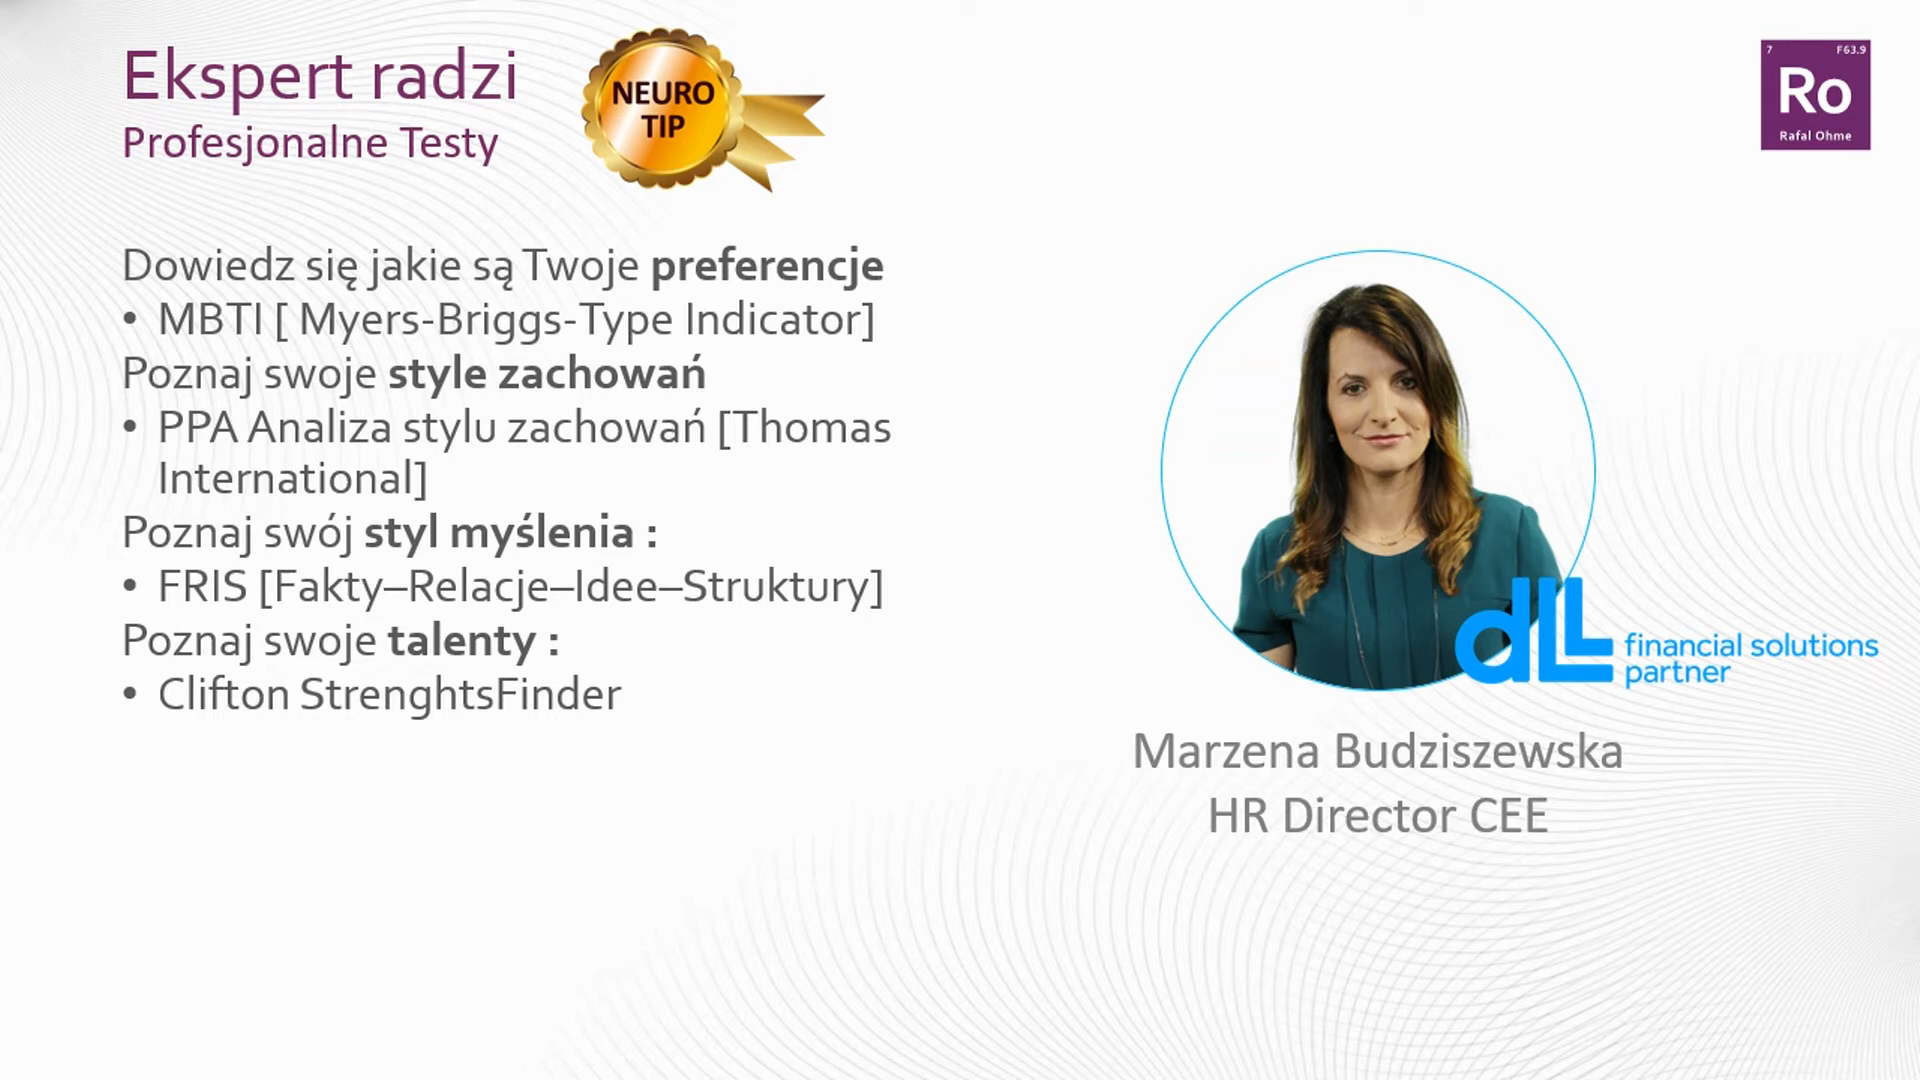 Ekspert radzi
Profesjonalne Testy
NEURO
TIP
7 F63.9
Ro
Rafal Ohme
Dowiedz się jakie są Twoje preferencje
• MBTI [ Myers-Briggs-Type Indicator]
Poznaj swoje style zachowań
• PPA Analiza stylu zachowań [Thomas
International]
Poznaj swój styl myślenia :
• FRIS [Fakty–Relacje–Idee–Struktury]
Poznaj swoje talenty :
• Clifton StrenghtsFinder
dLL
financial solutions
partner
Marzena Budziszewska
HR Director CEE